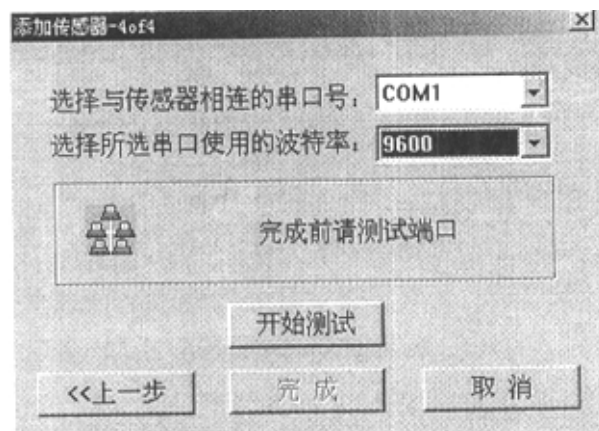 添加传感器-4of4
选择与传感器相连的串口号: COM1
选择所选串口使用的波特率: 9600
完成前请测试端口
开始测试
<<上一步 完成 取消